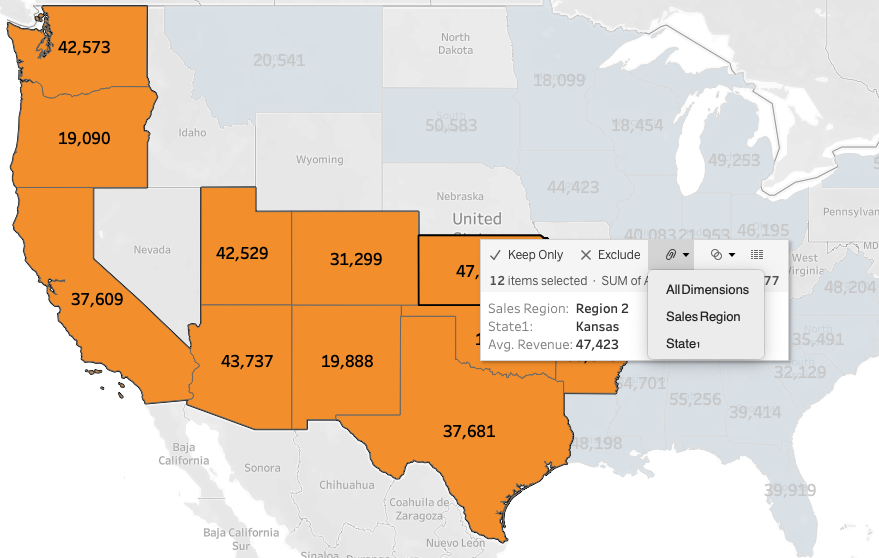 42,573
North
Dakota
20,541
18,099
19,090
Idaho
50,583
18,454
Wyoming
49,253
44,423
Nebraska
United
Pennsylvan
Nevada
40,083
46,195
42,529
31,299
47,
Keep Only
Exclude
West
Virginia
MD
12 items selected · SUM of A
77
All Dimensions
48,204
37,609
Sales Region: Region 2
Sales Region
State1: Kansas
State1
North
35,491
Avg. Revenue: 47,423
43,737
19,888
32,129
54,701
55,256
39,414
37,681
48,198
Baja
California
Sonora
Chihuahua
Coahuila de
Zaragoza
39,919
Baja California
Sur
Nuevo León
Sinaloa
Durango